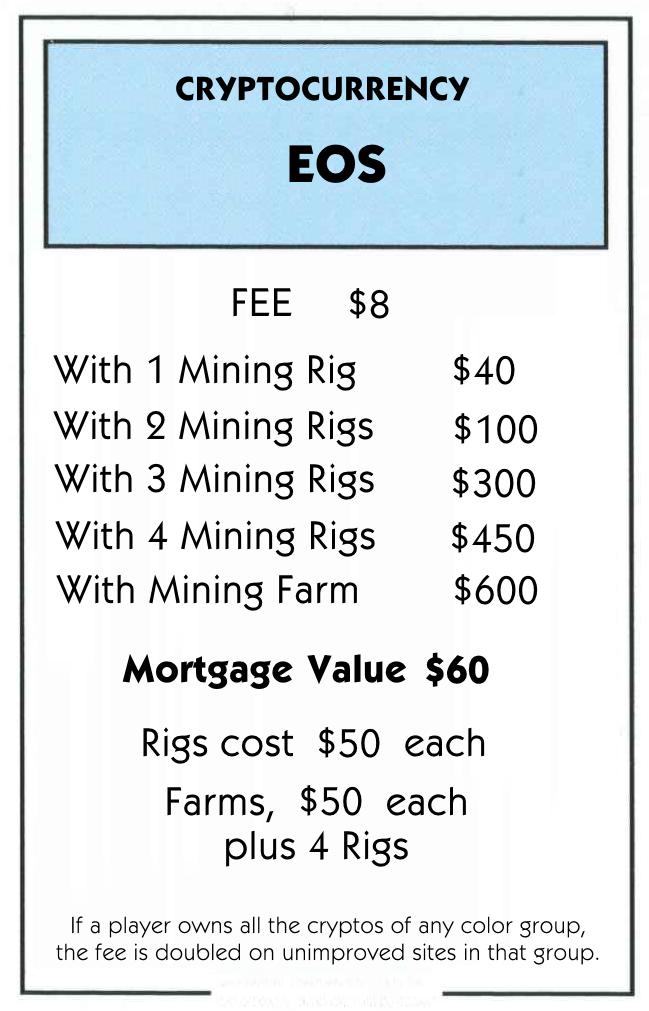 CRYPTOCURRENCY
EOS
FEE $8
With 1 Mining Rig $40
With 2 Mining Rigs $100
With 3 Mining Rigs $300
With 4 Mining Rigs $450
With Mining Farm $600
Mortgage Value $60
Rigs cost $50 each
Farms, $50 each
plus 4 Rigs
If a player owns all the cryptos of any color group,
the fee is doubled on unimproved sites in that group.